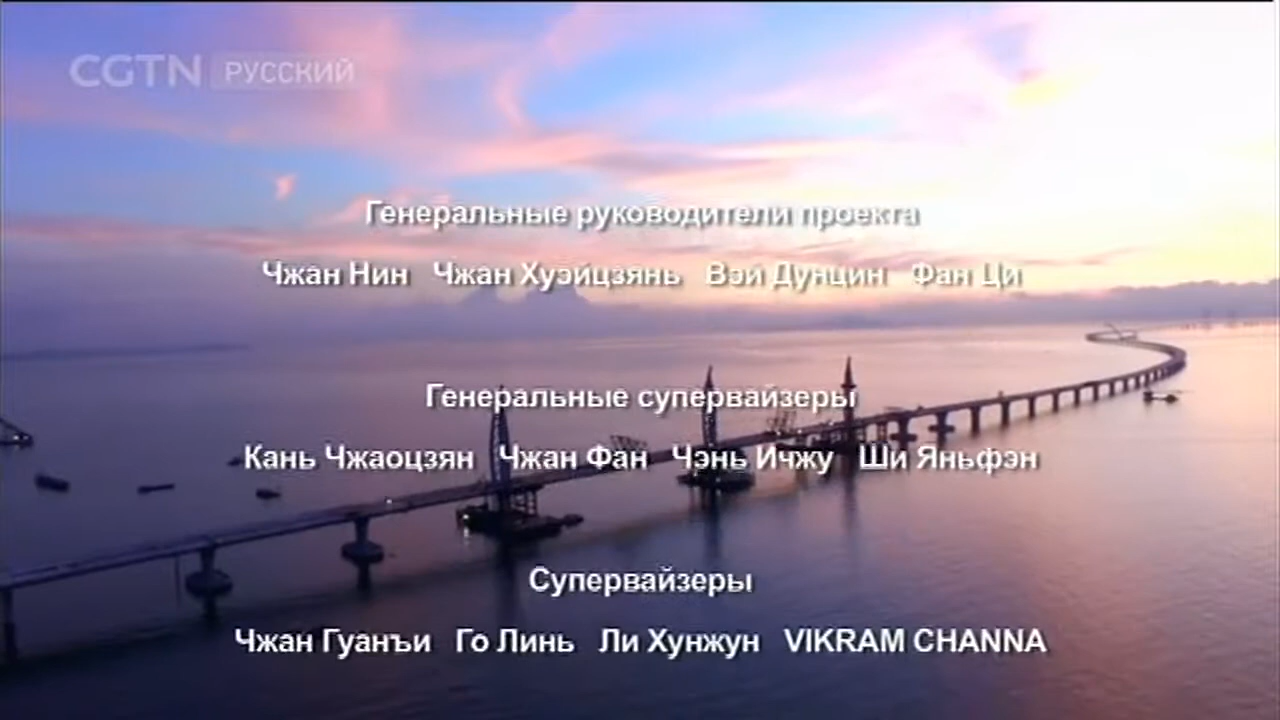 CGTN РУССКИЙ
Генеральные руководители проекта
Чжан Нин Чжан Хуэйцзянь Вэй Дунцин Фан Ци
Генеральные супервайзеры
Кань Чжаоцзян Чжан Фан Чэнь Ичжу Ши Яньфэн
Супервайзеры
Чжан Гуанъи Го Линь Ли Хунжун VIKRAM CHANNA